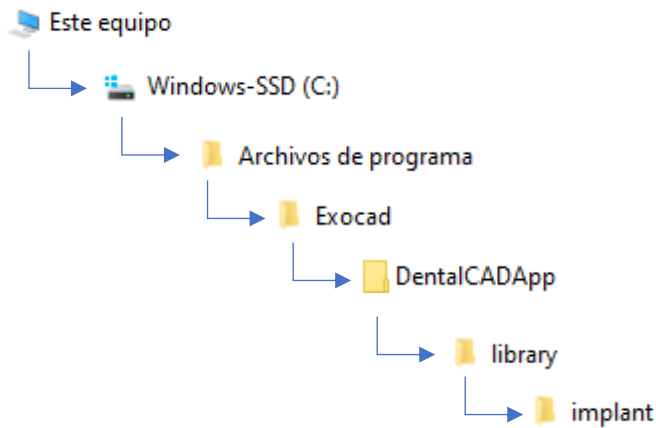 Este equipo
Windows-SSD (C:)
Archivos de programa
Exocad
DentalCADApp
library
implant